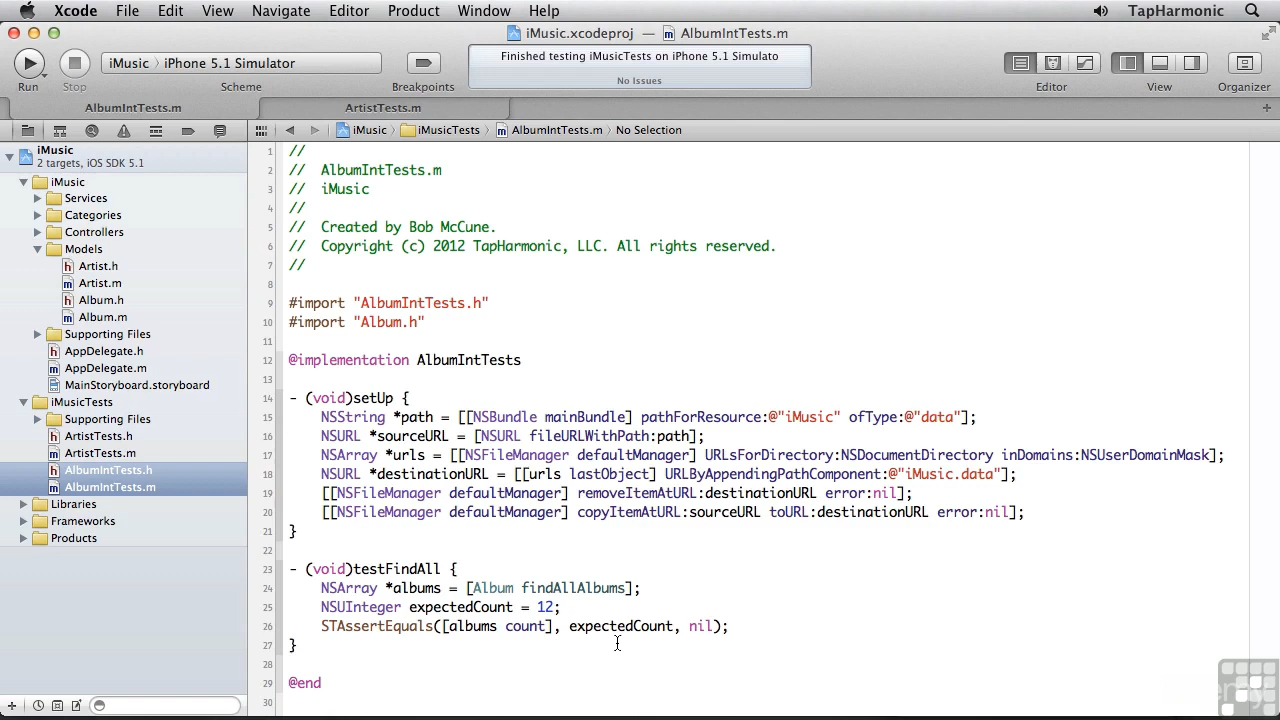 Xcode File Edit View Navigate Editor Product Window Help TapHarmonic
iMusic.xcodeproj — AlbumIntTests.m
iMusic iPhone 5.1 Simulator
Finished testing iMusicTests on iPhone 5.1 Simulato
No Issues
Run Stop Scheme Breakpoints Editor View Organizer
AlbumIntTests.m ArtistTests.m
iMusic iMusicTests AlbumIntTests.m No Selection
iMusic
2 targets, iOS SDK 5.1
iMusic
Services
Categories
Controllers
Models
Artist.h
Artist.m
Album.h
Album.m
Supporting Files
AppDelegate.h
AppDelegate.m
MainStoryboard.storyboard
iMusicTests
Supporting Files
ArtistTests.h
ArtistTests.m
AlbumIntTests.h
AlbumIntTests.m
Libraries
Frameworks
Products
1 //
2 // AlbumIntTests.m
3 // iMusic
4 //
5 // Created by Bob McCune.
6 // Copyright (c) 2012 TapHarmonic, LLC. All rights reserved.
7 //
8
9 #import "AlbumIntTests.h"
10 #import "Album.h"
11
12 @implementation AlbumIntTests
13
14 - (void)setUp {
15 NSString *path = [[NSBundle mainBundle] pathForResource:@"iMusic" ofType:@"data"];
16 NSURL *sourceURL = [NSURL fileURLWithPath:path];
17 NSArray *urls = [[NSFileManager defaultManager] URLsForDirectory:NSDocumentDirectory inDomains:NSUserDomainMask];
18 NSURL *destinationURL = [[urls lastObject] URLByAppendingPathComponent:@"iMusic.data"];
19 [[NSFileManager defaultManager] removeItemAtURL:destinationURL error:nil];
20 [[NSFileManager defaultManager] copyItemAtURL:sourceURL toURL:destinationURL error:nil];
21 }
22
23 - (void)testFindAll {
24 NSArray *albums = [Album findAllAlbums];
25 NSUInteger expectedCount = 12;
26 STAssertEquals([albums count], expectedCount, nil);
27 }
28
29 @end
30